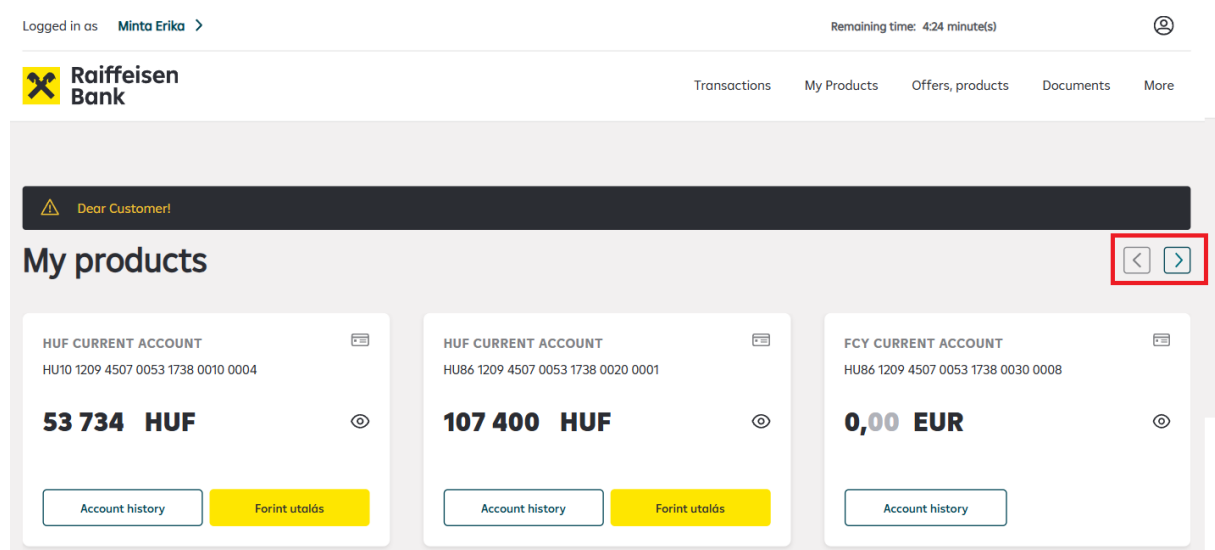 Logged in as Minta Erika
Remaining time: 4:24 minute(s)
Raiffeisen
Bank
Transactions My Products Offers, products Documents More
Dear Customer!
My products
HUF CURRENT ACCOUNT
HU10 1209 4507 0053 1738 0010 0004
53 734 HUF
Account history Forint utalás
HUF CURRENT ACCOUNT
HU86 1209 4507 0053 1738 0020 0001
107 400 HUF
Account history Forint utalás
FCY CURRENT ACCOUNT
HU86 1209 4507 0053 1738 0030 0008
0,00 EUR
Account history